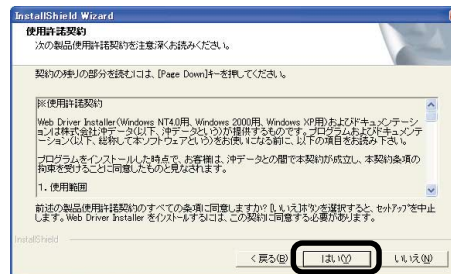 InstallShield Wizard
使用許諾契約
次の製品使用許諾契約を注意深くお読みください。
契約の残りの部分を読むには、[Page Down]キーを押してください。
※使用許諾契約
Web Driver Installer(Windows NT4.0用、Windows 2000用、Windows XP用)およびドキュメンテーシ
ョンは株式会社沖データ(以下、沖データという)が提供するものです。プログラムおよびドキュメンテ
ーション(以下、総称して本ソフトウェアという)をお使いになる前に、以下の項目をお読み下さい。
プログラムをインストールした時点で、お客様は、沖データとの間で本契約が成立し、本契約条項の
拘束を受けることに同意したものと見なされます。
1. 使用範囲
前述の製品使用許諾契約のすべての条項に同意しますか? [いいえ]ボタンを選択すると、セットアップを中止
します。Web Driver Installer をインストールするには、この契約に同意する必要があります。
InstallShield
< 戻る(B)
はい(Y)
いいえ(N)